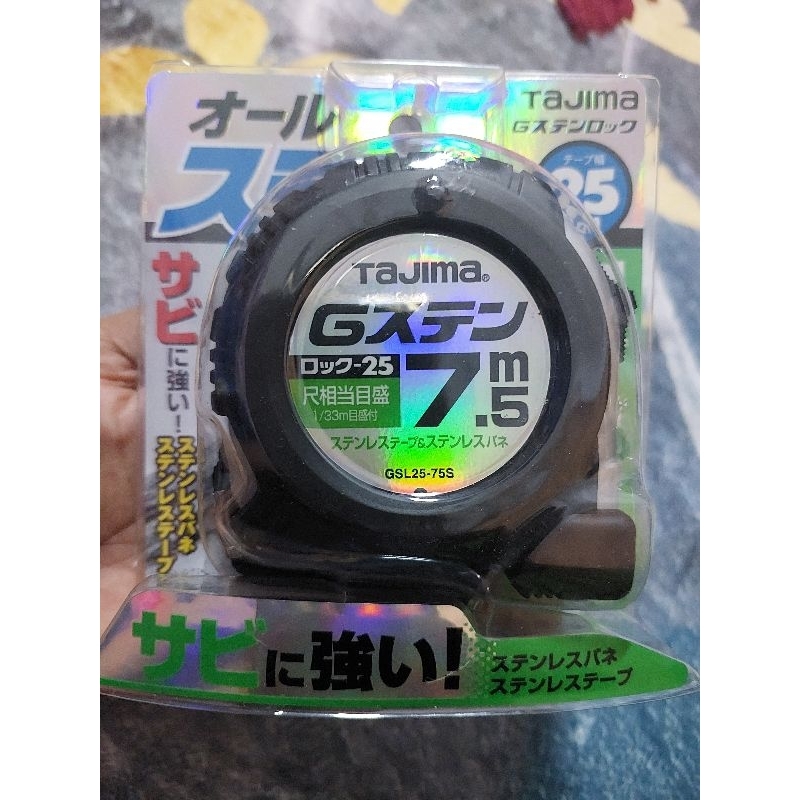 オール
TAJIMA
Gステンロック
テープ幅
25
サビに強い!
ステンレスバネ
ステンレステープ
TAJIMA®
Gステン
ロック-25
尺相当目盛
1/33m目盛付
7.5m
ステンレステープ&ステンレスバネ
GSL25-75S
サビに強い!
ステンレスバネ
ステンレステープ